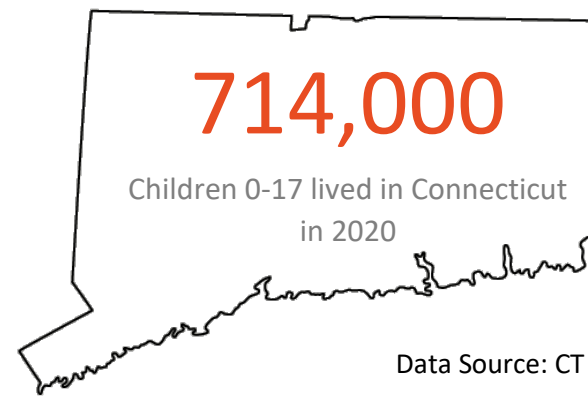 714,000
Children 0-17 lived in Connecticut
in 2020
Data Source: CT